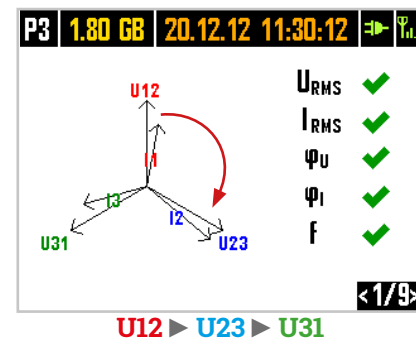 P3 1.80 GB 20.12.12 11:30:12
U12
URMS
I1
IRMS
φU
I3
φI
I2
U31
U23
f
<1/9>
U12 ▶ U23 ▶ U31